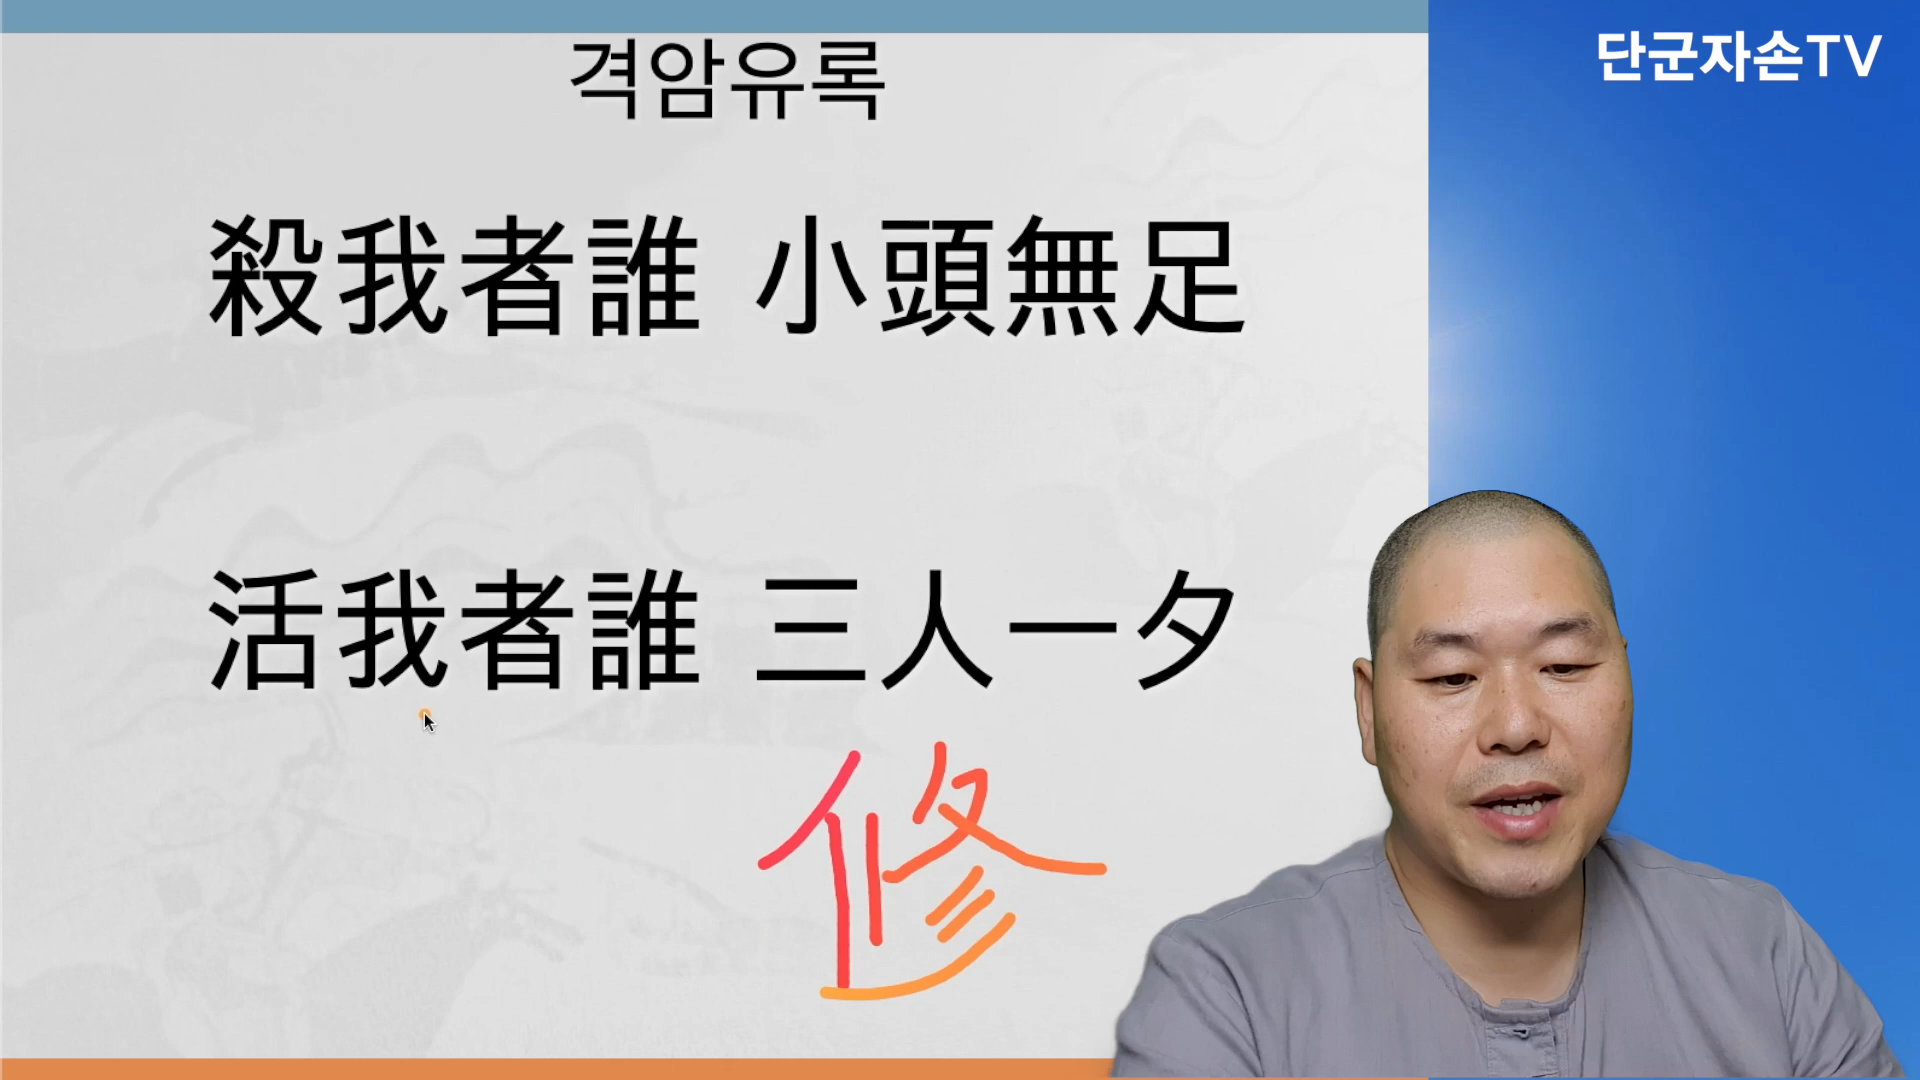 격암유록
단군자손TV
殺我者誰 小頭無足
活我者誰 三人一夕
修